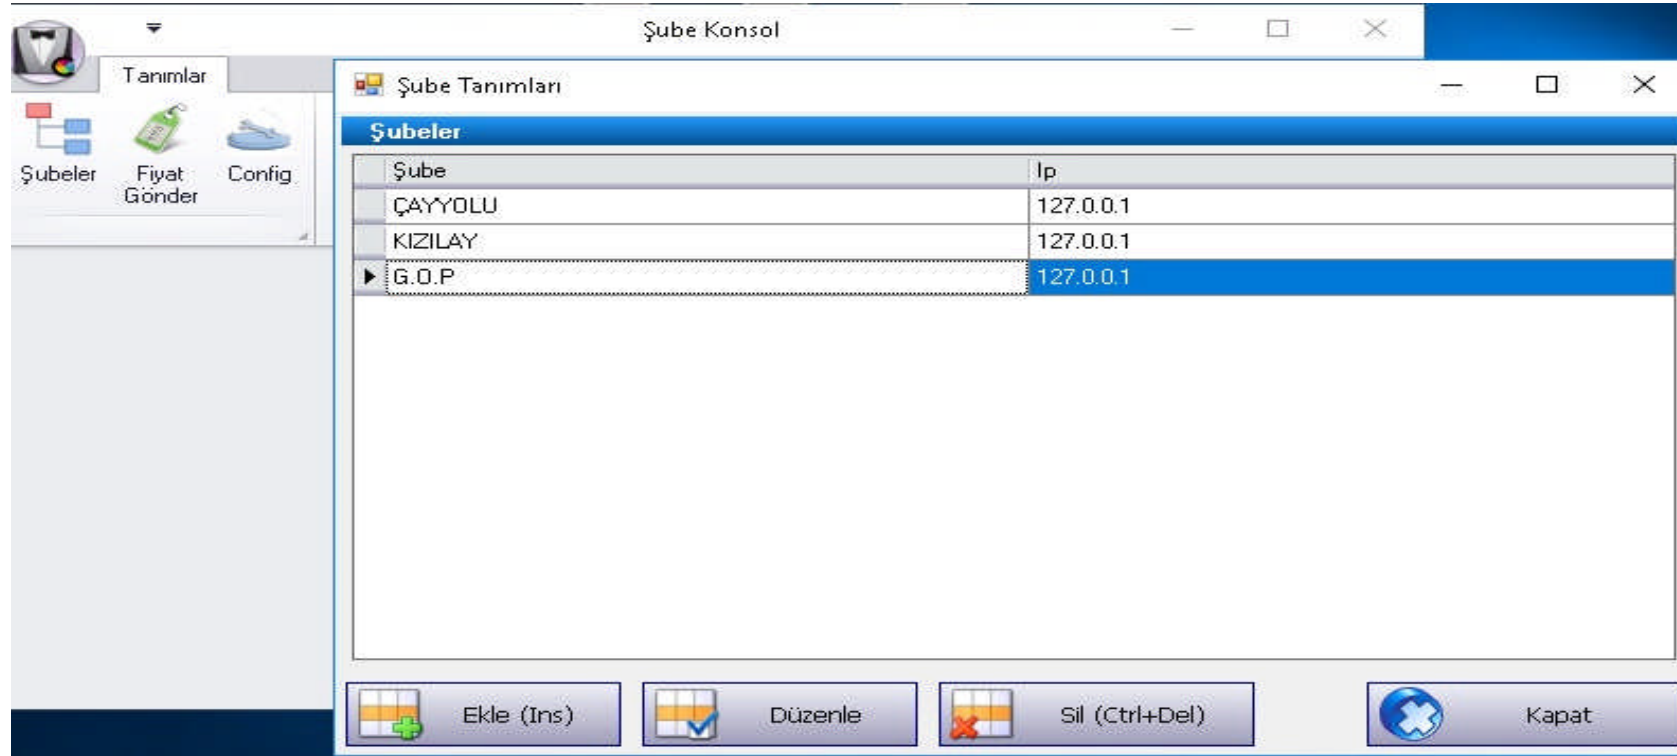 Şube Konsol
Tanımlar
Şubeler
Fiyat Gönder
Config
Şube Tanımları
Şubeler
Şube Ip
ÇAYYOLU 127.0.0.1
KIZILAY 127.0.0.1
G.O.P 127.0.0.1
Ekle (Ins) Düzenle Sil (Ctrl+Del) Kapat